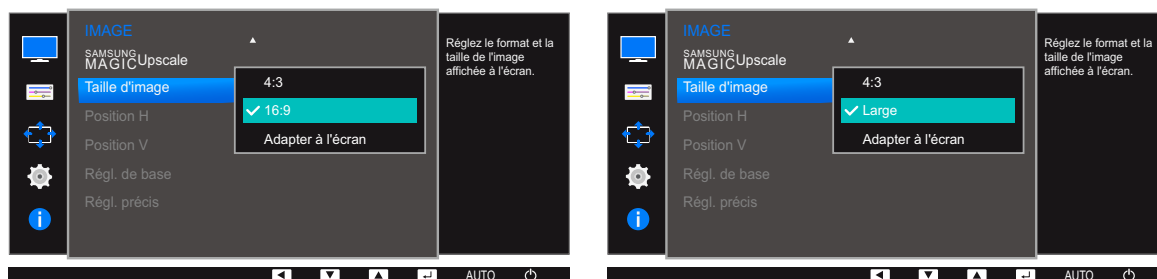 IMAGE
SAMSUNG
MAGIC Upscale
Taille d'image
Position H
Position V
Régl. de base
Régl. précis
4:3
16:9
Adapter à l'écran
Réglez le format et la
taille de l'image
affichée à l'écran.
AUTO
IMAGE
SAMSUNG
MAGIC Upscale
Taille d'image
Position H
Position V
Régl. de base
Régl. précis
4:3
Large
Adapter à l'écran
Réglez le format et la
taille de l'image
affichée à l'écran.
AUTO